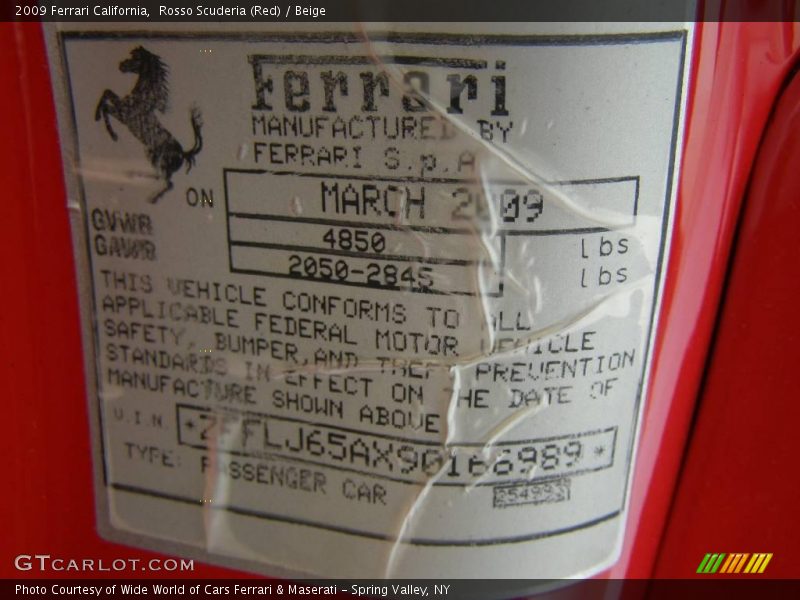 2009 Ferrari California,  Rosso Scuderia (Red) / Beige
Ferrari
MANUFACTURED BY
FERRARI S.p.A
ON MARCH 2009
GVWR 4850 lbs
GAWR 2050-2845 lbs
THIS VEHICLE CONFORMS TO ALL
APPLICABLE FEDERAL MOTOR VEHICLE
SAFETY, BUMPER,AND THEFT PREVENTION
STANDARDS IN EFFECT ON THE DATE OF
MANUFACTURE SHOWN ABOVE
V.I.N. *ZFFLJ65AX90166989*
TYPE: PASSENGER CAR
GTCARLOT.COM
Photo Courtesy of Wide World of Cars Ferrari & Maserati - Spring Valley, NY